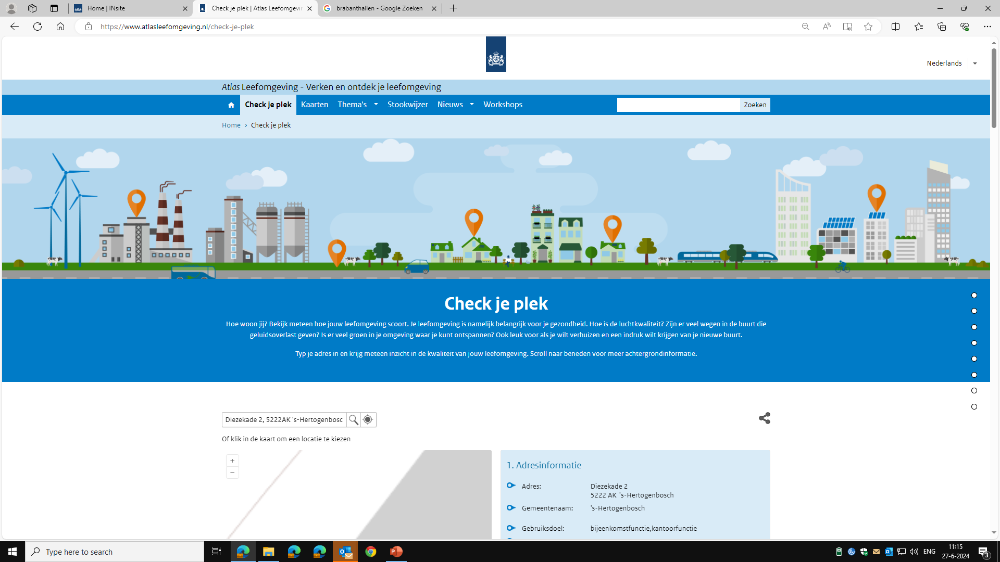 Home | INsite
Check je plek | Atlas Leefomgevin
brabanthallen - Google Zoeken
https://www.atlasleefomgeving.nl/check-je-plek
Nederlands
Atlas Leefomgeving - Verken en ontdek je leefomgeving
Check je plek Kaarten Thema's Stookwijzer Nieuws Workshops Zoeken
Home › Check je plek
Check je plek
Hoe woon jij? Bekijk meteen hoe jouw leefomgeving scoort. Je leefomgeving is namelijk belangrijk voor je gezondheid. Hoe is de luchtkwaliteit? Zijn er veel wegen in de buurt die
geluidsoverlast geven? Is er veel groen in je omgeving waar je kunt ontspannen? Ook leuk voor als je wilt verhuizen en een indruk wilt krijgen van je nieuwe buurt.
Typ je adres in en krijg meteen inzicht in de kwaliteit van jouw leefomgeving. Scroll naar beneden voor meer achtergrondinformatie.
Diezekade 2, 5222AK 's-Hertogenbosc
Of klik in de kaart om een locatie te kiezen
+
−
1. Adresinformatie
Adres: Diezekade 2
5222 AK 's-Hertogenbosch
Gemeentenaam: 's-Hertogenbosch
Gebruiksdoel: bijeenkomstfunctie,kantoorfunctie
Type here to search
ENG
11:15
27-6-2024
3